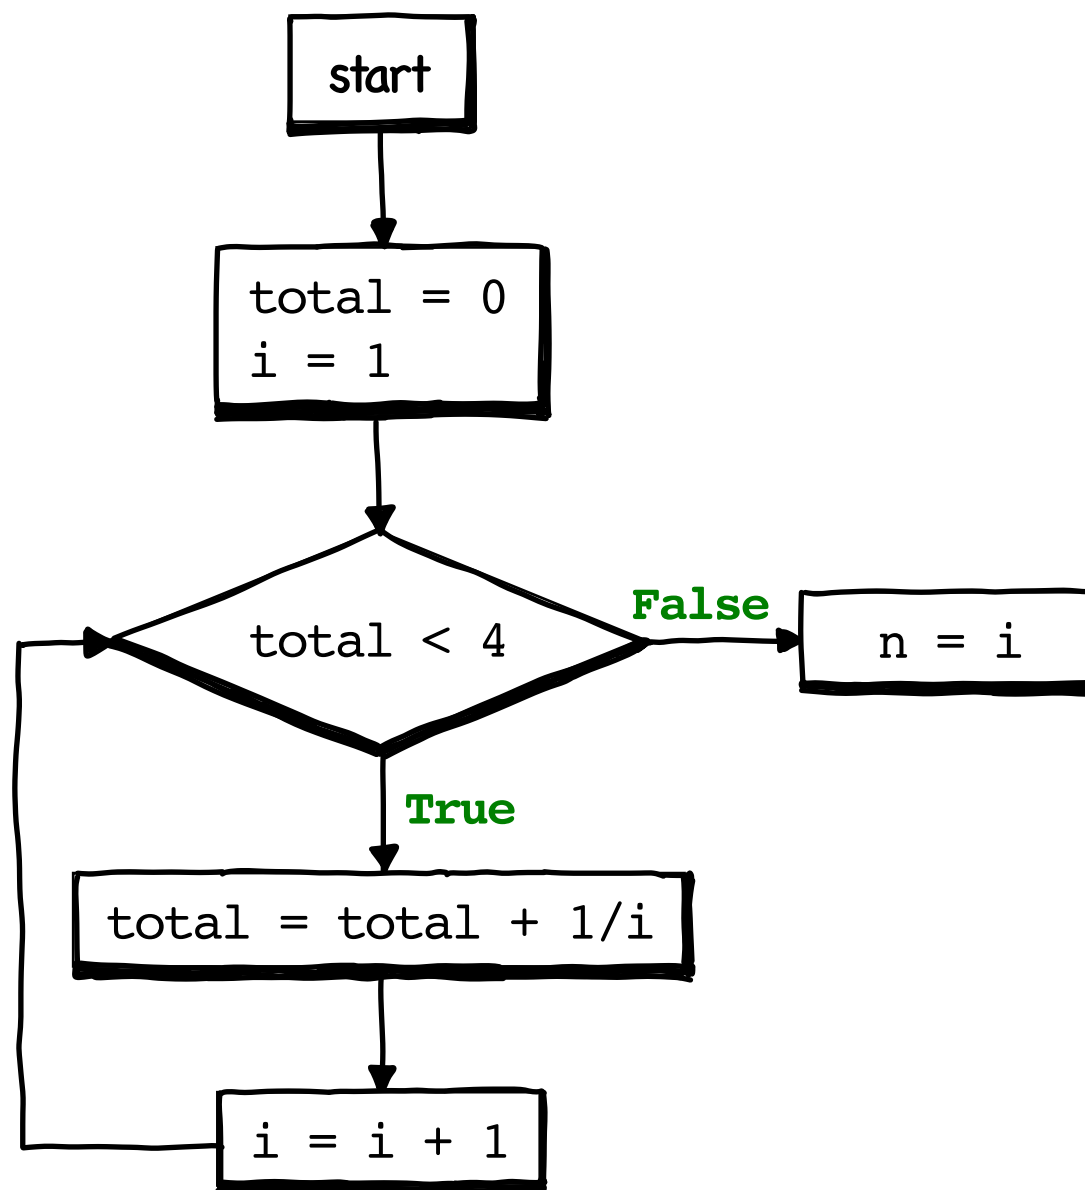 start
total = 0
i = 1
total < 4
False
n = i
True
total = total + 1/i
i = i + 1